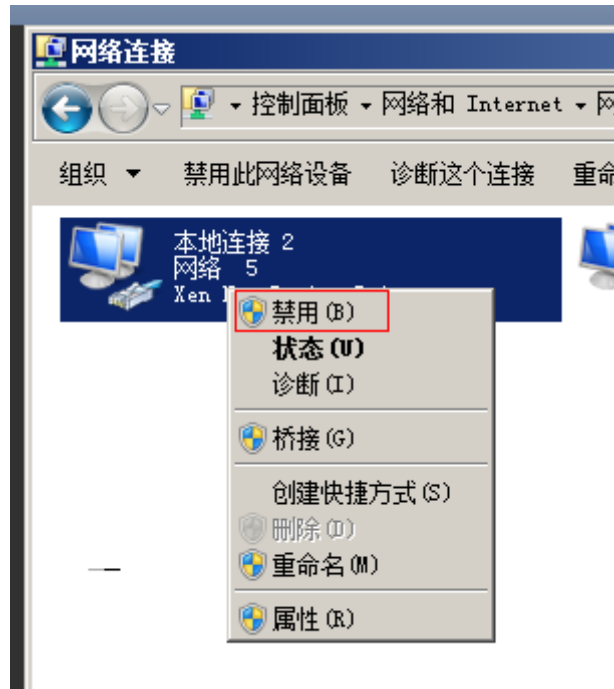 网络连接
控制面板 网络和 Internet
组织 禁用此网络设备 诊断这个连接
本地连接 2
网络 5
Xen
禁用(B)
状态(U)
诊断(I)
桥接(G)
创建快捷方式(S)
删除(D)
重命名(M)
属性(R)